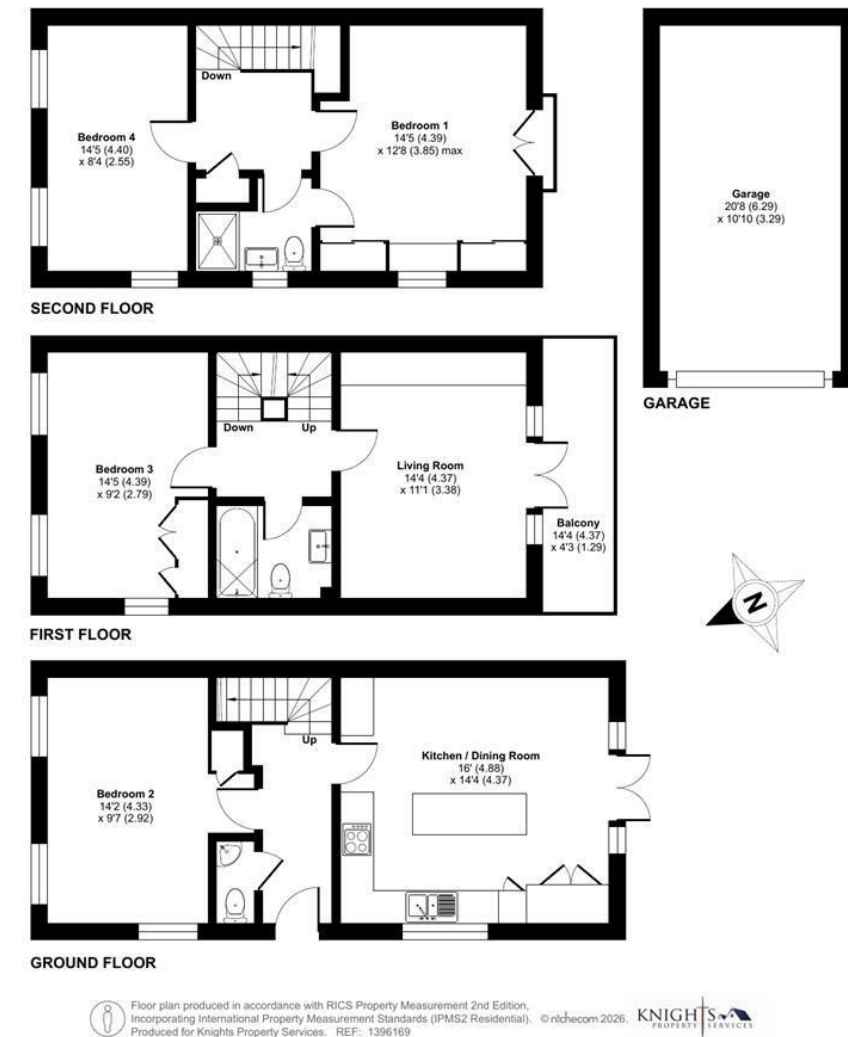 Down
Bedroom 4
14'5 (4.40)
x 8'4 (2.55)
Bedroom 1
14'5 (4.39)
x 12'8 (3.85) max
SECOND FLOOR
Garage
20'8 (6.29)
x 10'10 (3.29)
GARAGE
Down
Up
Bedroom 3
14'5 (4.39)
x 9'2 (2.79)
Living Room
14'4 (4.37)
x 11'1 (3.38)
Balcony
14'4 (4.37)
x 4'3 (1.29)
FIRST FLOOR
N
Up
Kitchen / Dining Room
16' (4.88)
x 14'4 (4.37)
Bedroom 2
14'2 (4.33)
x 9'7 (2.92)
GROUND FLOOR
Floor plan produced in accordance with RICS Property Measurement 2nd Edition,
Incorporating International Property Measurement Standards (IPMS2 Residential). ©nichecom 2026.
Produced for Knights Property Services. REF: 1396169
KNIGHTS
PROPERTY SERVICES